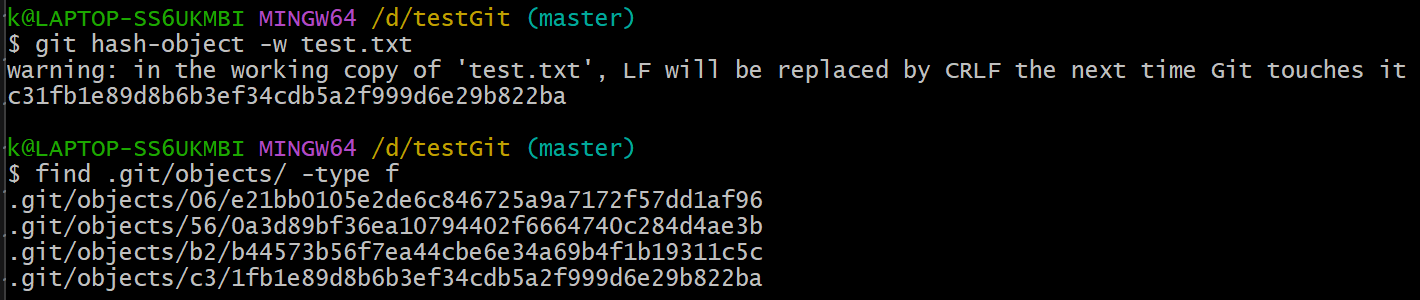 k@LAPTOP-SS6UKMBI MINGW64 /d/testGit (master)
$ git hash-object -w test.txt
warning: in the working copy of 'test.txt', LF will be replaced by CRLF the next time Git touches it
c31fb1e89d8b6b3ef34cdb5a2f999d6e29b822ba
k@LAPTOP-SS6UKMBI MINGW64 /d/testGit (master)
$ find .git/objects/ -type f
.git/objects/06/e21bb0105e2de6c846725a9a7172f57dd1af96
.git/objects/56/0a3d89bf36ea10794402f6664740c284d4ae3b
.git/objects/b2/b44573b56f7ea44cbe6e34a69b4f1b19311c5c
.git/objects/c3/1fb1e89d8b6b3ef34cdb5a2f999d6e29b822ba